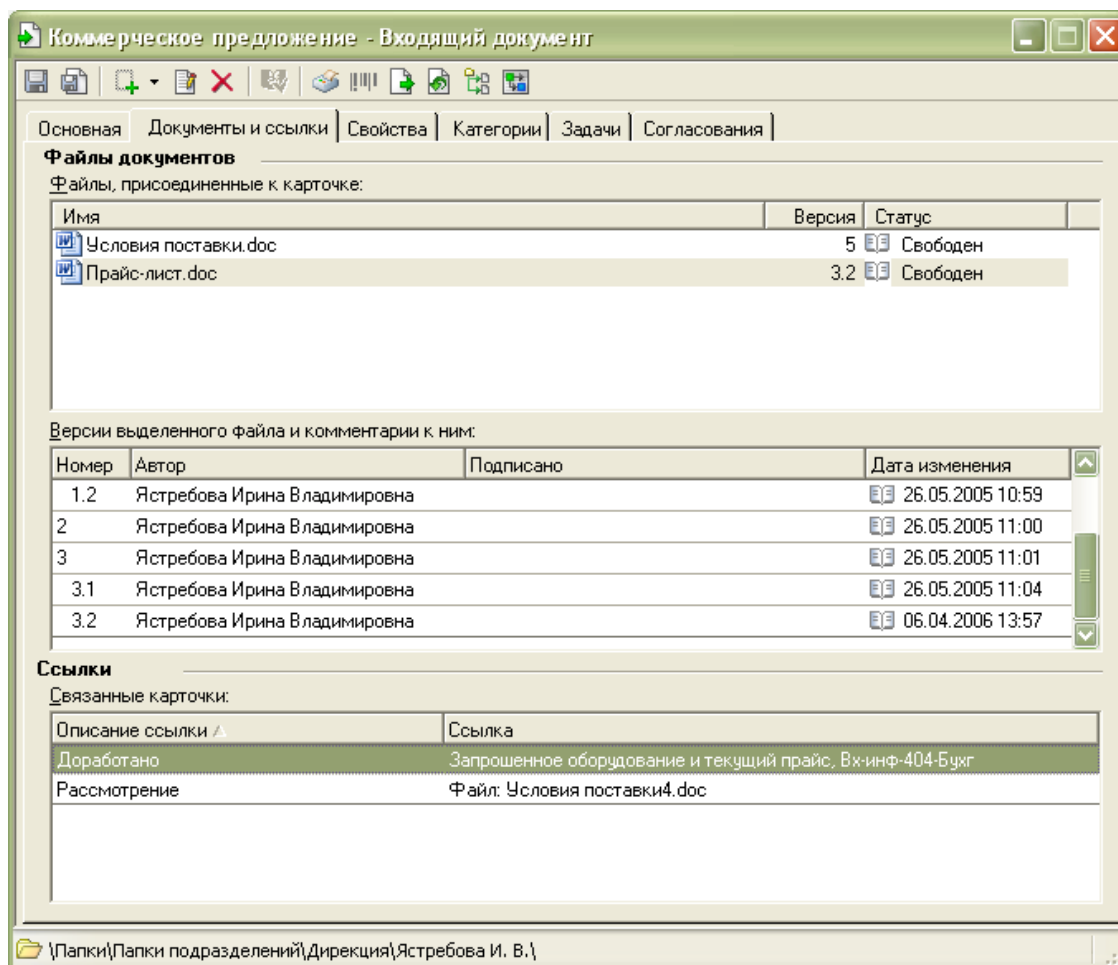 Коммерческое предложение - Входящий документ
Основная Документы и ссылки Свойства Категории Задачи Согласования
Файлы документов
Файлы, присоединенные к карточке:
Имя Версия Статус
Условия поставки.doc 5 Свободен
Прайс-лист.doc 3.2 Свободен
Версии выделенного файла и комментарии к ним:
Номер Автор Подписано Дата изменения
1.2 Ястребова Ирина Владимировна 26.05.2005 10:59
2 Ястребова Ирина Владимировна 26.05.2005 11:00
3 Ястребова Ирина Владимировна 26.05.2005 11:01
3.1 Ястребова Ирина Владимировна 26.05.2005 11:04
3.2 Ястребова Ирина Владимировна 06.04.2006 13:57
Ссылки
Связанные карточки:
Описание ссылки Ссылка
Доработано Запрошенное оборудование и текущий прайс, Вх-инф-404-Бухг
Рассмотрение Файл: Условия поставки4.doc
\Папки\Папки подразделений\Дирекция\Ястребова И. В.\